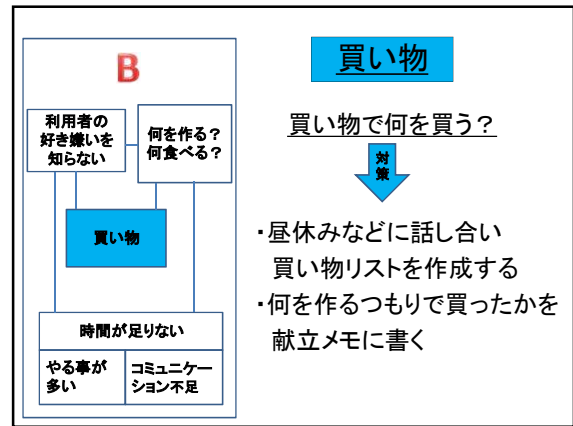 B
利用者の
好き嫌いを
知らない
何を作る？
何食べる？
買い物
時間が足りない
やる事が
多い
コミュニケー
ション不足
買い物
買い物で何を買う？
対
策
・昼休みなどに話し合い
買い物リストを作成する
・何を作るつもりで買ったかを
献立メモに書く